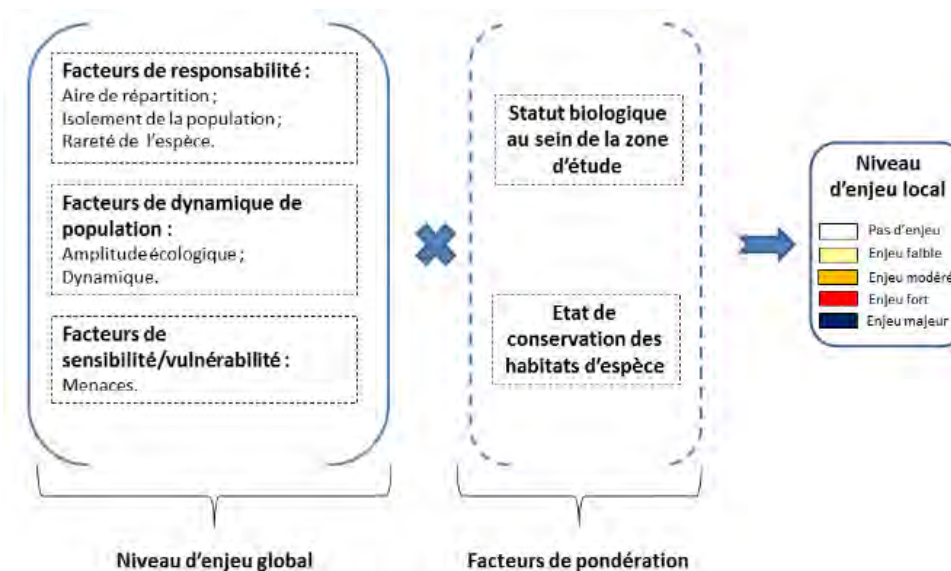 Facteurs de responsabilité :
Aire de répartition ;
Isolement de la population ;
Rareté de l'espèce.
Facteurs de dynamique de
population :
Amplitude écologique ;
Dynamique.
Facteurs de
sensibilité/vulnérabilité :
Menaces.
Niveau d'enjeu global
Statut biologique
au sein de la zone
d'étude
Etat de
conservation des
habitats d'espèce
Facteurs de pondération
Niveau
d'enjeu local
Pas d'enjeu
Enjeu faible
Enjeu modéré
Enjeu fort
Enjeu majeur